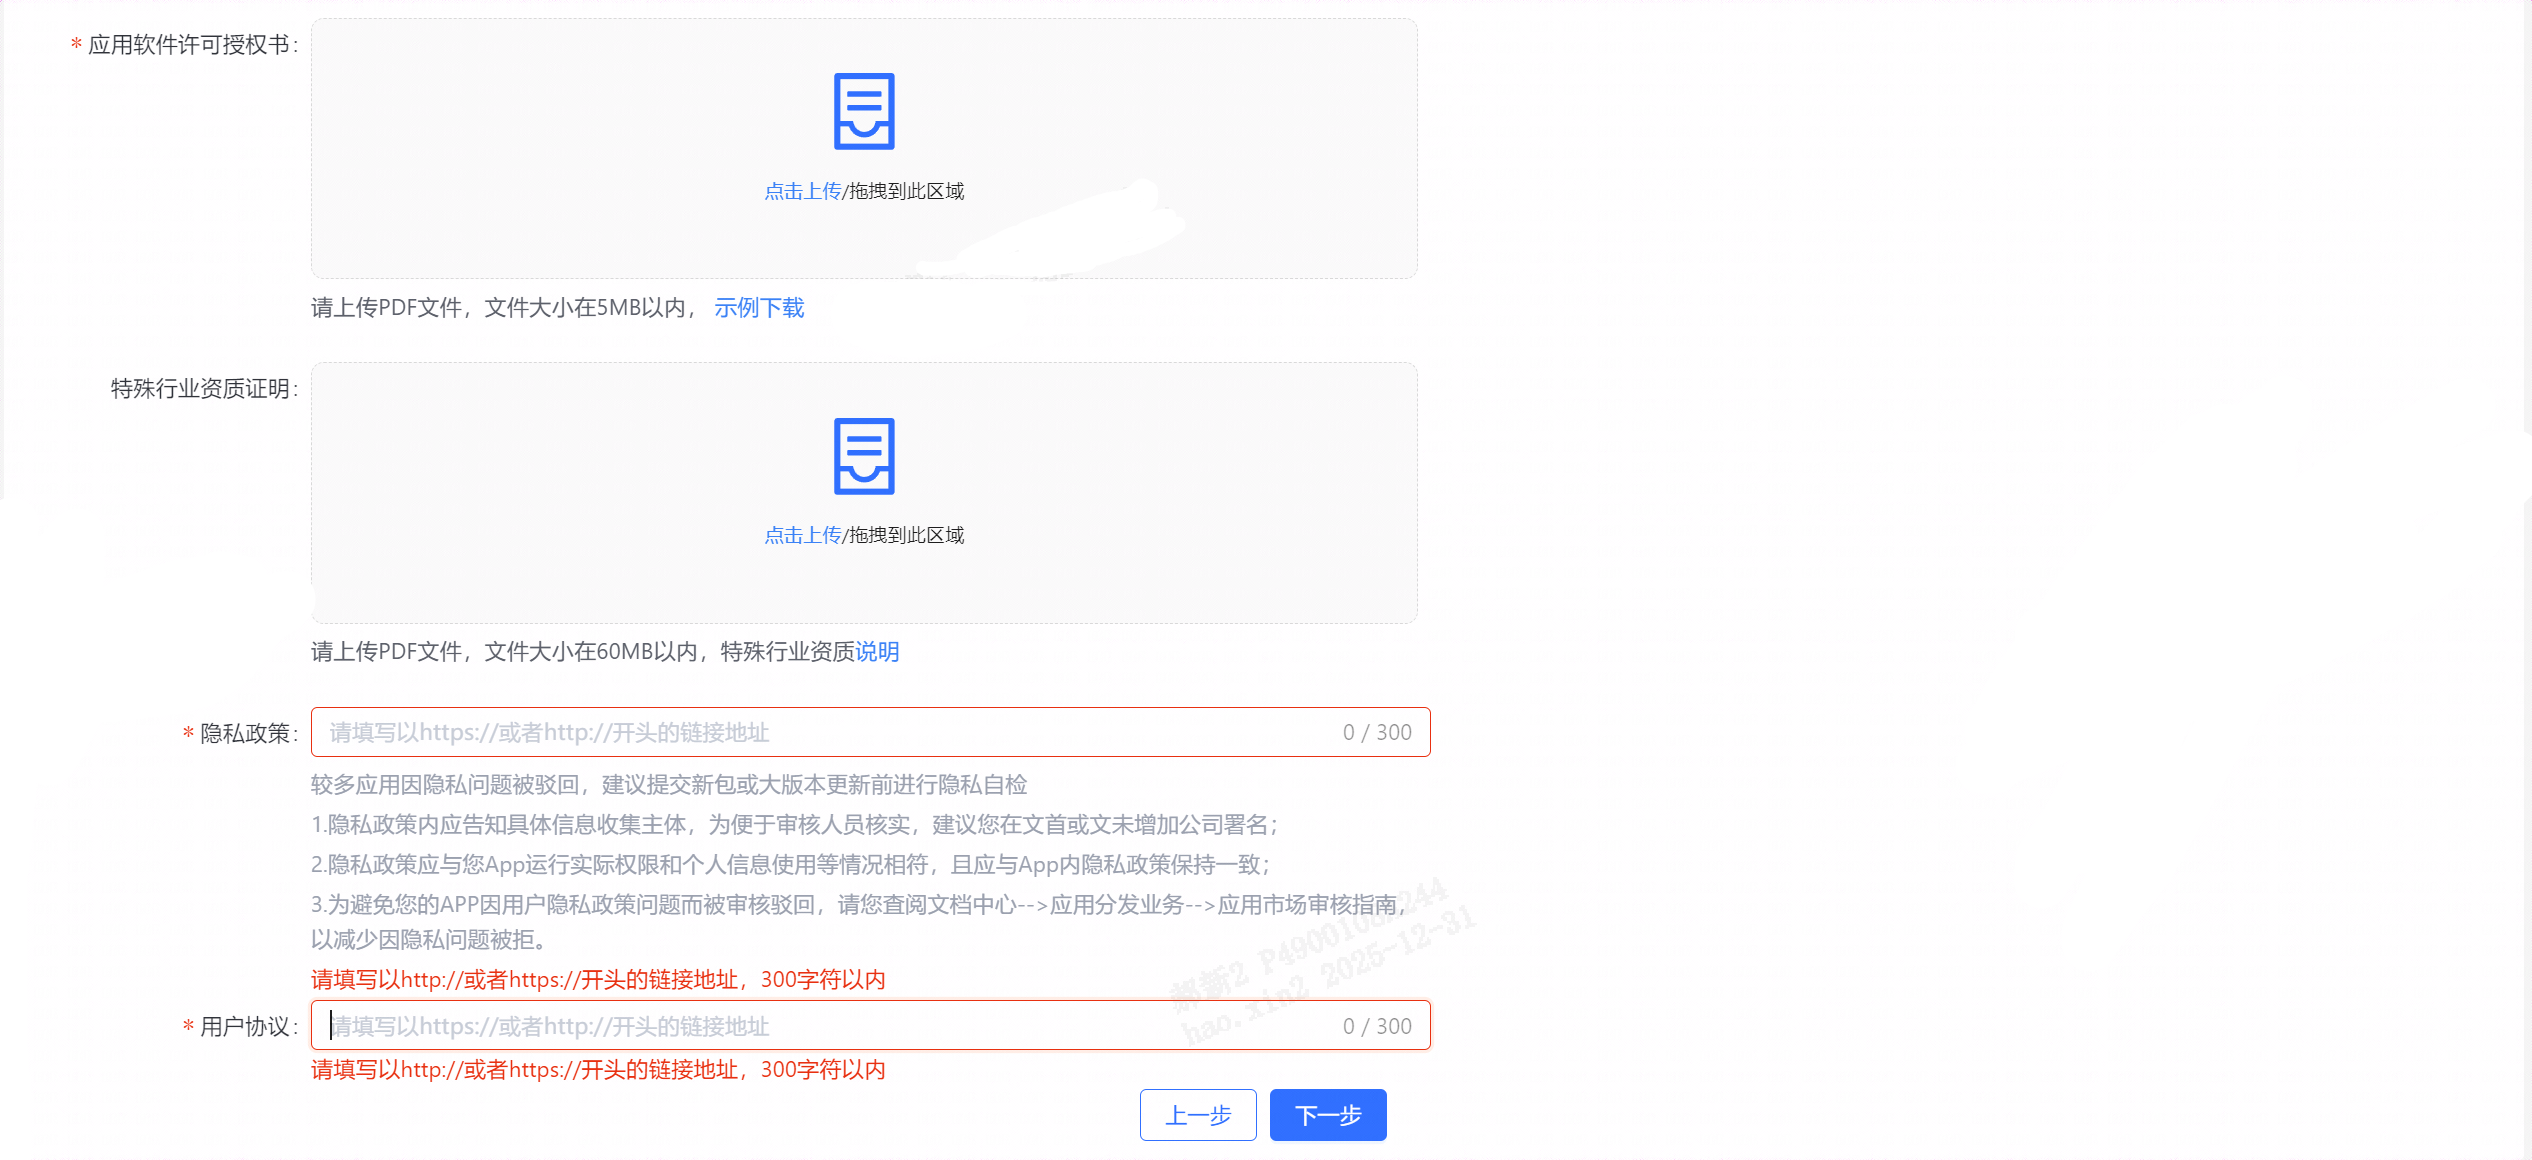 * 应用软件许可授权书:
点击上传/拖拽到此区域
请上传PDF文件，文件大小在5MB以内， 示例下载
特殊行业资质证明:
点击上传/拖拽到此区域
请上传PDF文件，文件大小在60MB以内，特殊行业资质说明
* 隐私政策: 请填写以https://或者http://开头的链接地址 0 / 300
较多应用因隐私问题被驳回，建议提交新包或大版本更新前进行隐私自检
1.隐私政策内应告知具体信息收集主体，为便于审核人员核实，建议您在文首或文未增加公司署名；
2.隐私政策应与您App运行实际权限和个人信息使用等情况相符，且应与App内隐私政策保持一致；
3.为避免您的APP因用户隐私政策问题而被审核驳回，请您查阅文档中心-->应用分发业务-->应用市场审核指南，
以减少因隐私问题被拒。
请填写以http://或者https://开头的链接地址，300字符以内
* 用户协议: 请填写以https://或者http://开头的链接地址 0 / 300
请填写以http://或者https://开头的链接地址，300字符以内
hao.xin2 2025-12-31
上一步 下一步